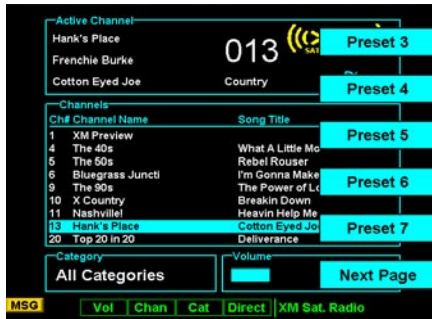 Active Channel
Hank's Place
Frenchie Burke
Cotton Eyed Joe
013
SAT
Country
Preset 3
Preset 4
Channels
Ch# Channel Name Song Title
1 XM Preview
4 The 40s What A Little Mo
5 The 50s Rebel Rouser
6 Bluegrass Juncti I'm Gonna Make
9 The 90s The Power of Lo
10 X Country Breakin Down
11 Nashville! Heavin Help Me
13 Hank's Place Cotton Eyed Jo
20 Top 20 in 20 Deliverance
Preset 5
Preset 6
Preset 7
Category
All Categories
Volume
Next Page
MSG
Vol Chan Cat Direct XM Sat. Radio